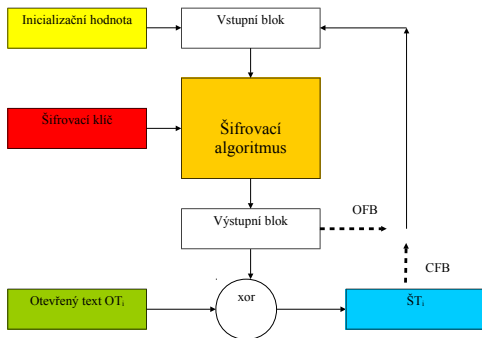 Inicializační hodnota
Vstupní blok
Šifrovací klíč
Šifrovací
algoritmus
Výstupní blok
OFB
CFB
Otevřený text OTᵢ
xor
ŠTᵢ